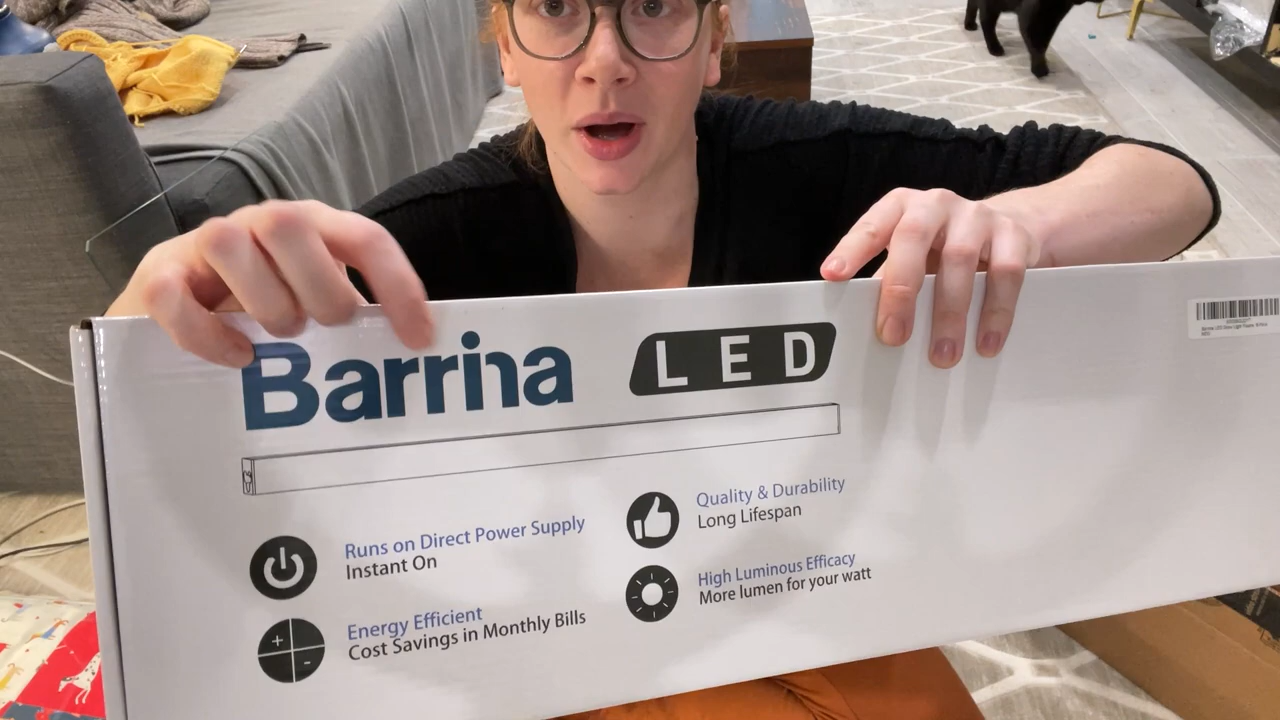 Barrina LED
Runs on Direct Power Supply
Instant On
Energy Efficient
Cost Savings in Monthly Bills
Quality & Durability
Long Lifespan
High Luminous Efficacy
More lumen for your watt